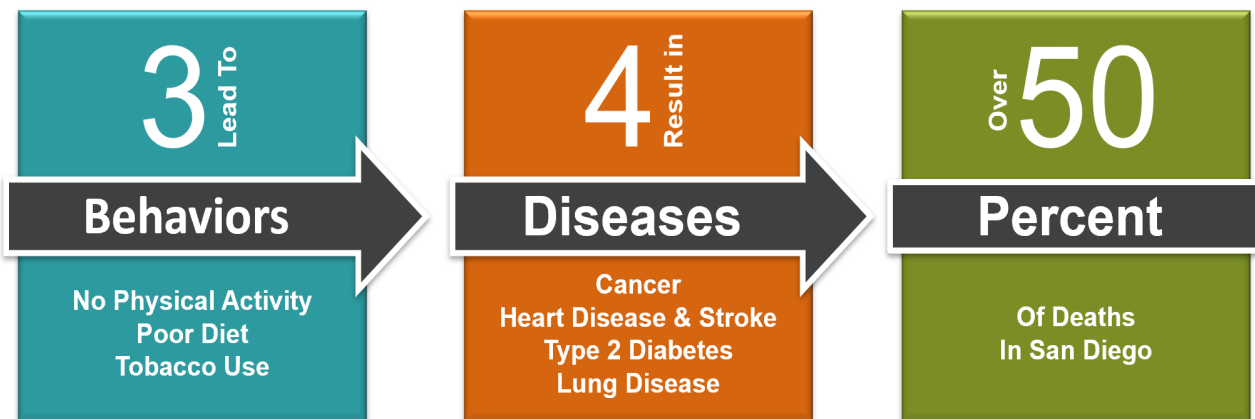 3 Lead To
Behaviors
No Physical Activity
Poor Diet
Tobacco Use
4 Result in
Diseases
Cancer
Heart Disease & Stroke
Type 2 Diabetes
Lung Disease
Over 50
Percent
Of Deaths
In San Diego